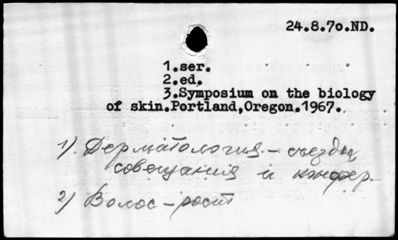 24.8.70.ND.
1.ser.
2.ed.
3.Symposium on the biology
of skin.Portland,Oregon.1967.
1) Дерматология – съезды
совещания и конфер.
2) Волос – рост